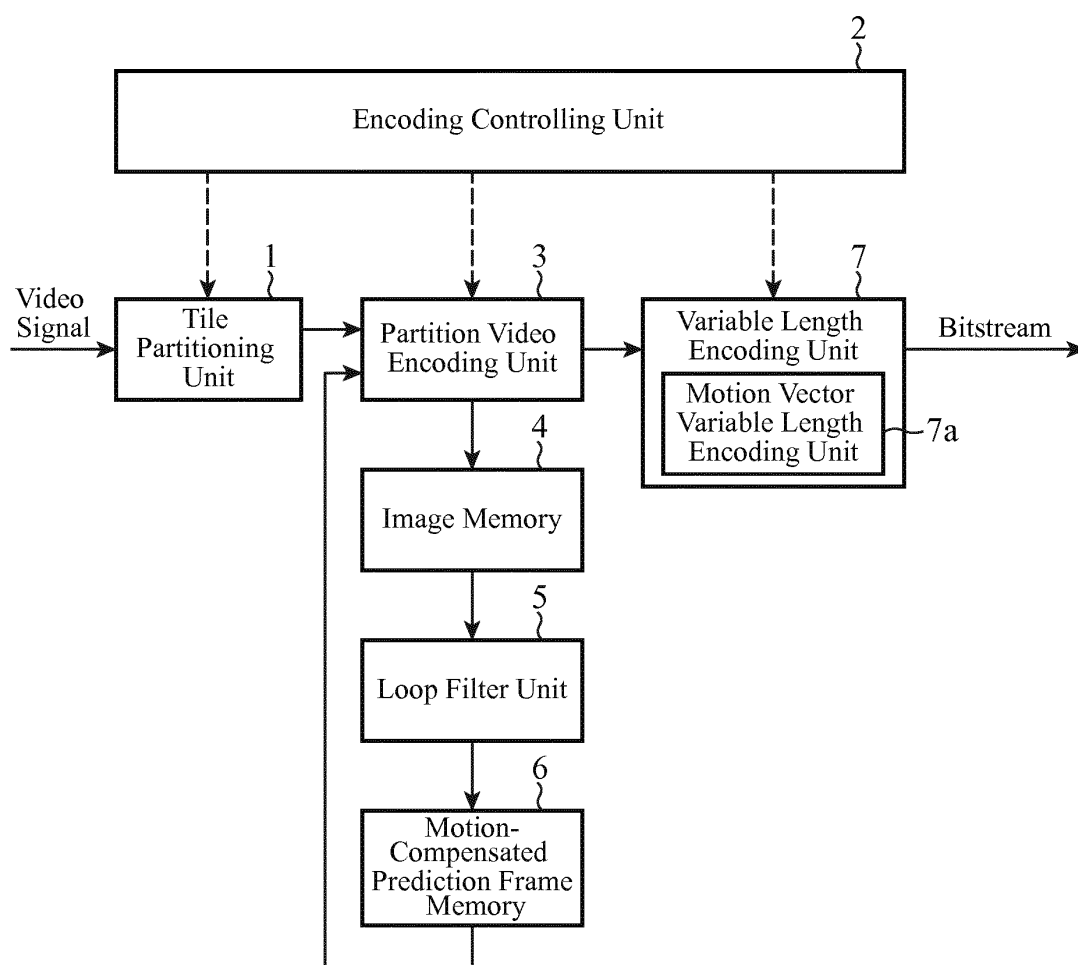 2
Encoding Controlling Unit
1
3
7
Video
Signal
Tile
Partitioning
Unit
Partition Video
Encoding Unit
Variable Length
Encoding Unit
Bitstream
Motion Vector
Variable Length
Encoding Unit
7a
4
Image Memory
5
Loop Filter Unit
6
Motion-
Compensated
Prediction Frame
Memory